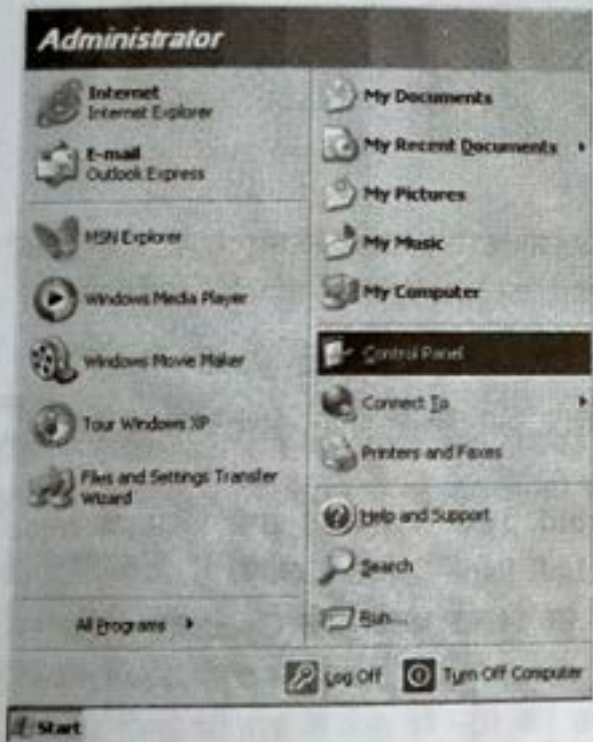 Administrator
Internet
Internet Explorer
E-mail
Outlook Express
MSN Explorer
Windows Media Player
Windows Movie Maker
Tour Windows XP
Files and Settings Transfer
Wizard
All Programs
My Documents
My Recent Documents
My Pictures
My Music
My Computer
Control Panel
Connect To
Printers and Faxes
Help and Support
Search
Run...
Log Off
Turn Off Computer
Start